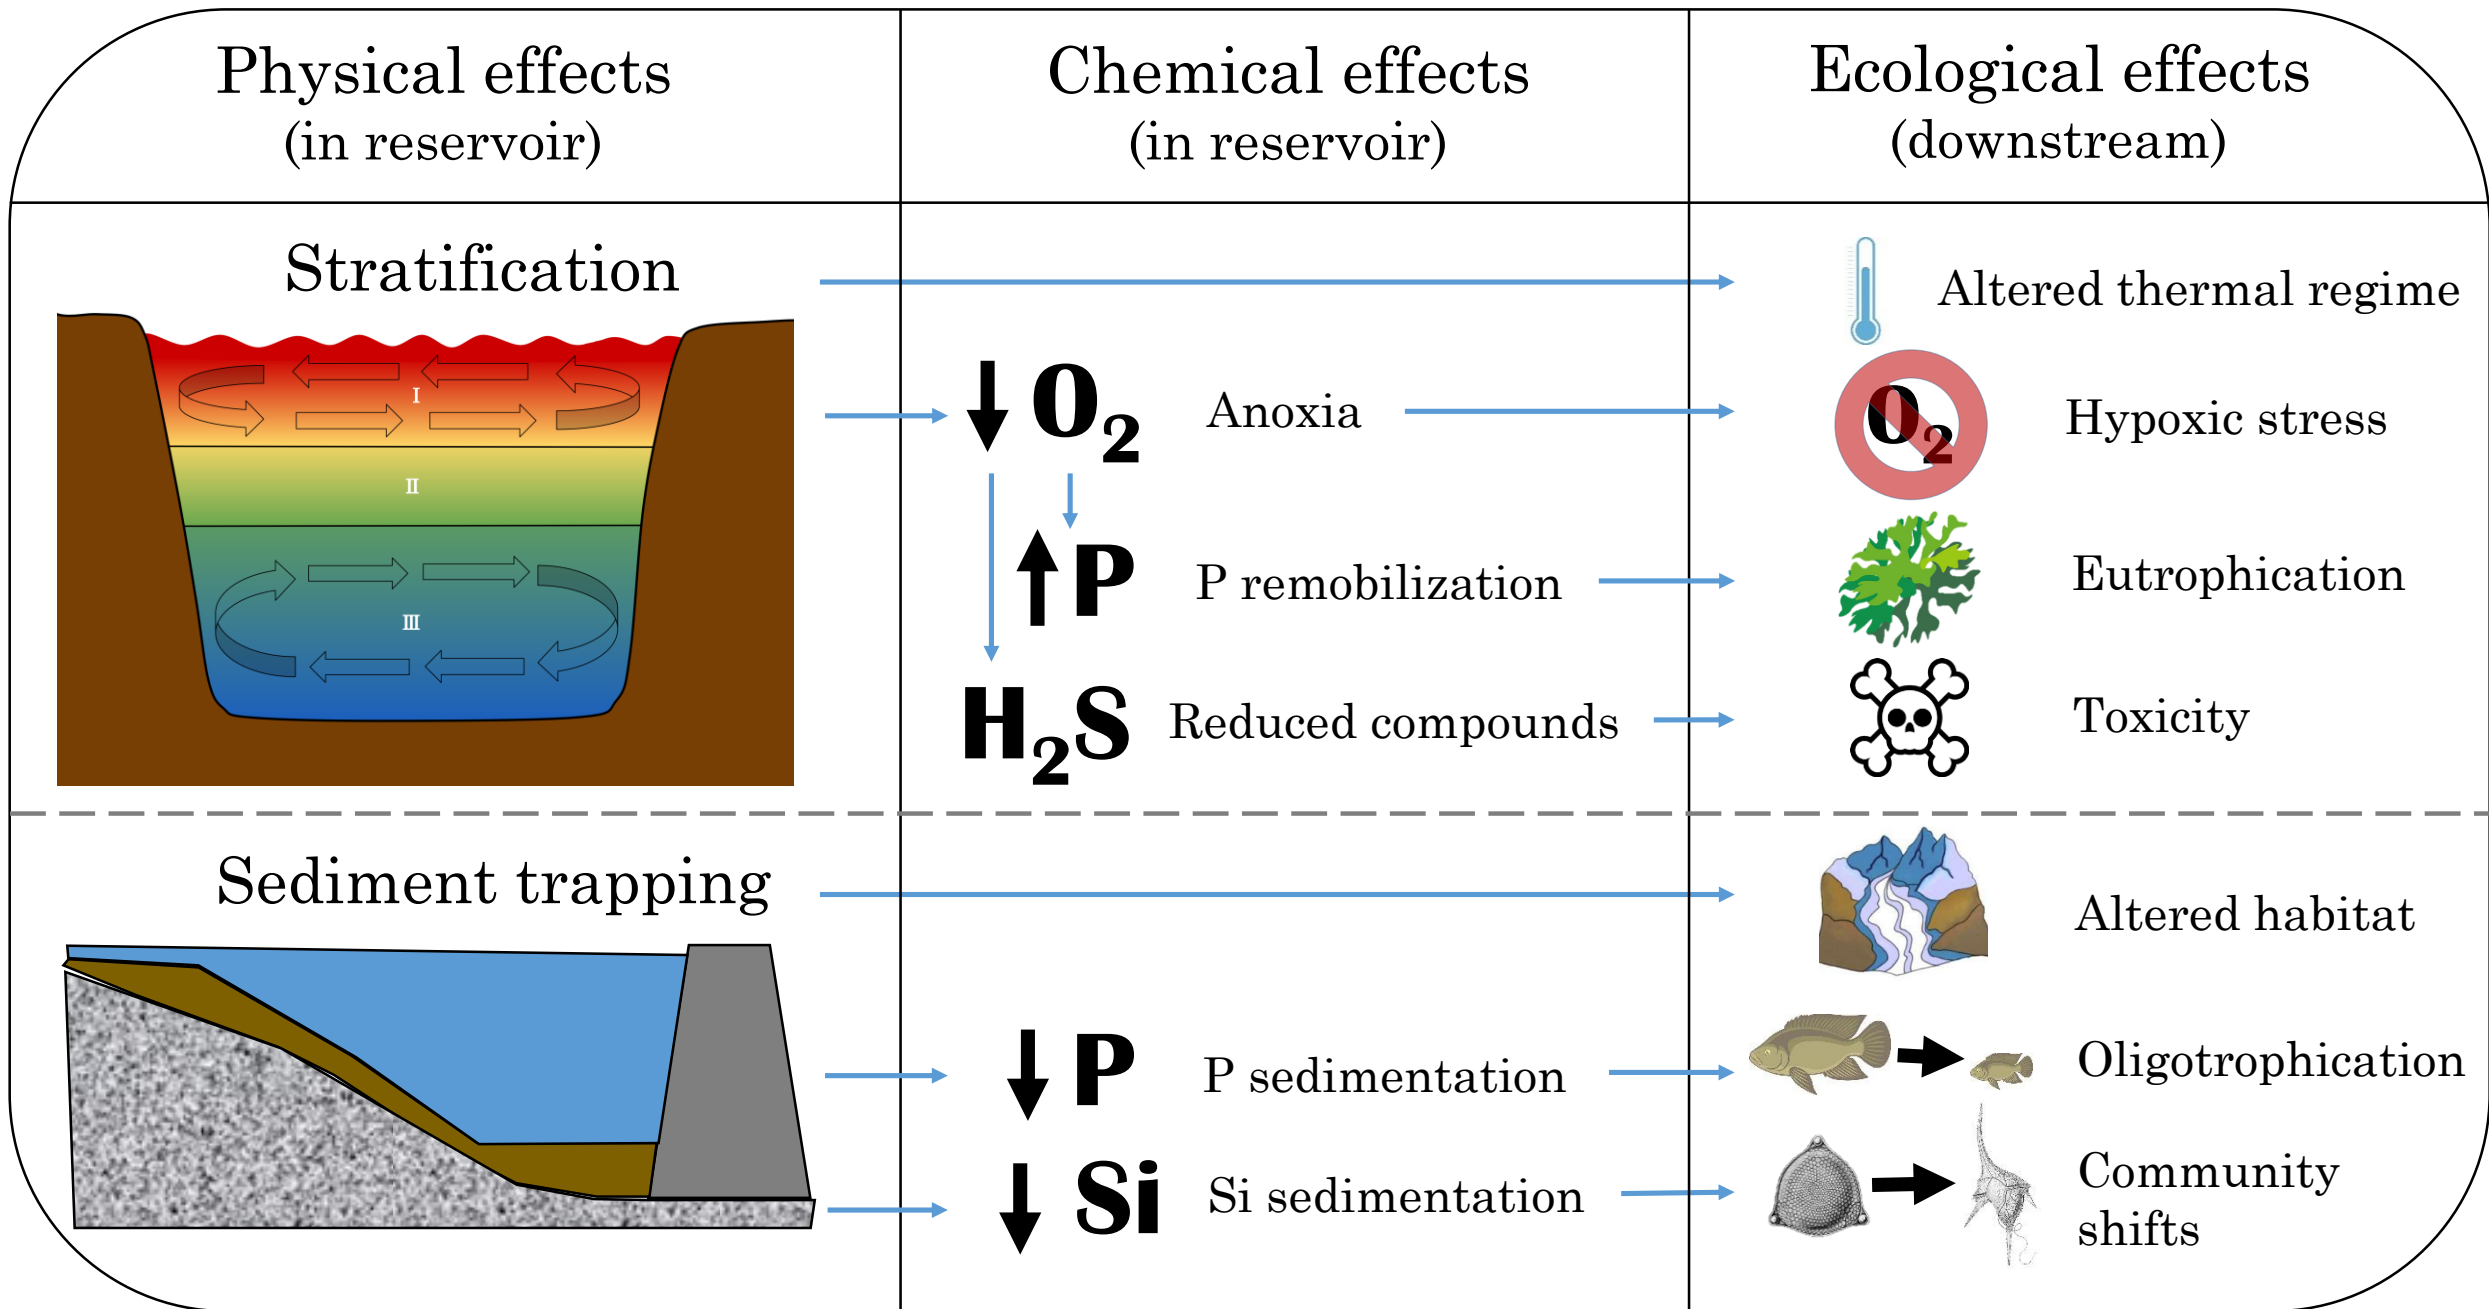 Physical effects
(in reservoir)
Chemical effects
(in reservoir)
Ecological effects
(downstream)
Stratification
I
II
III
↓ O₂ Anoxia
↑ P P remobilization
H₂S Reduced compounds
Altered thermal regime
O₂ Hypoxic stress
Eutrophication
Toxicity
Sediment trapping
↓ P P sedimentation
↓ Si Si sedimentation
Altered habitat
Oligotrophication
Community
shifts